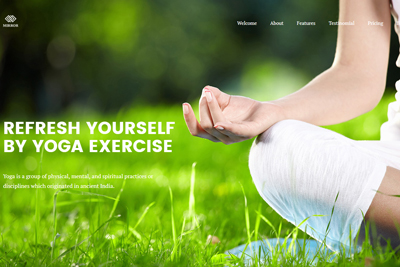 Welcome About Features Testimonial Pricing
REFRESH YOURSELF
BY YOGA EXERCISE
Yoga is a group of physical, mental, and spiritual practices or
disciplines which originated in ancient India.